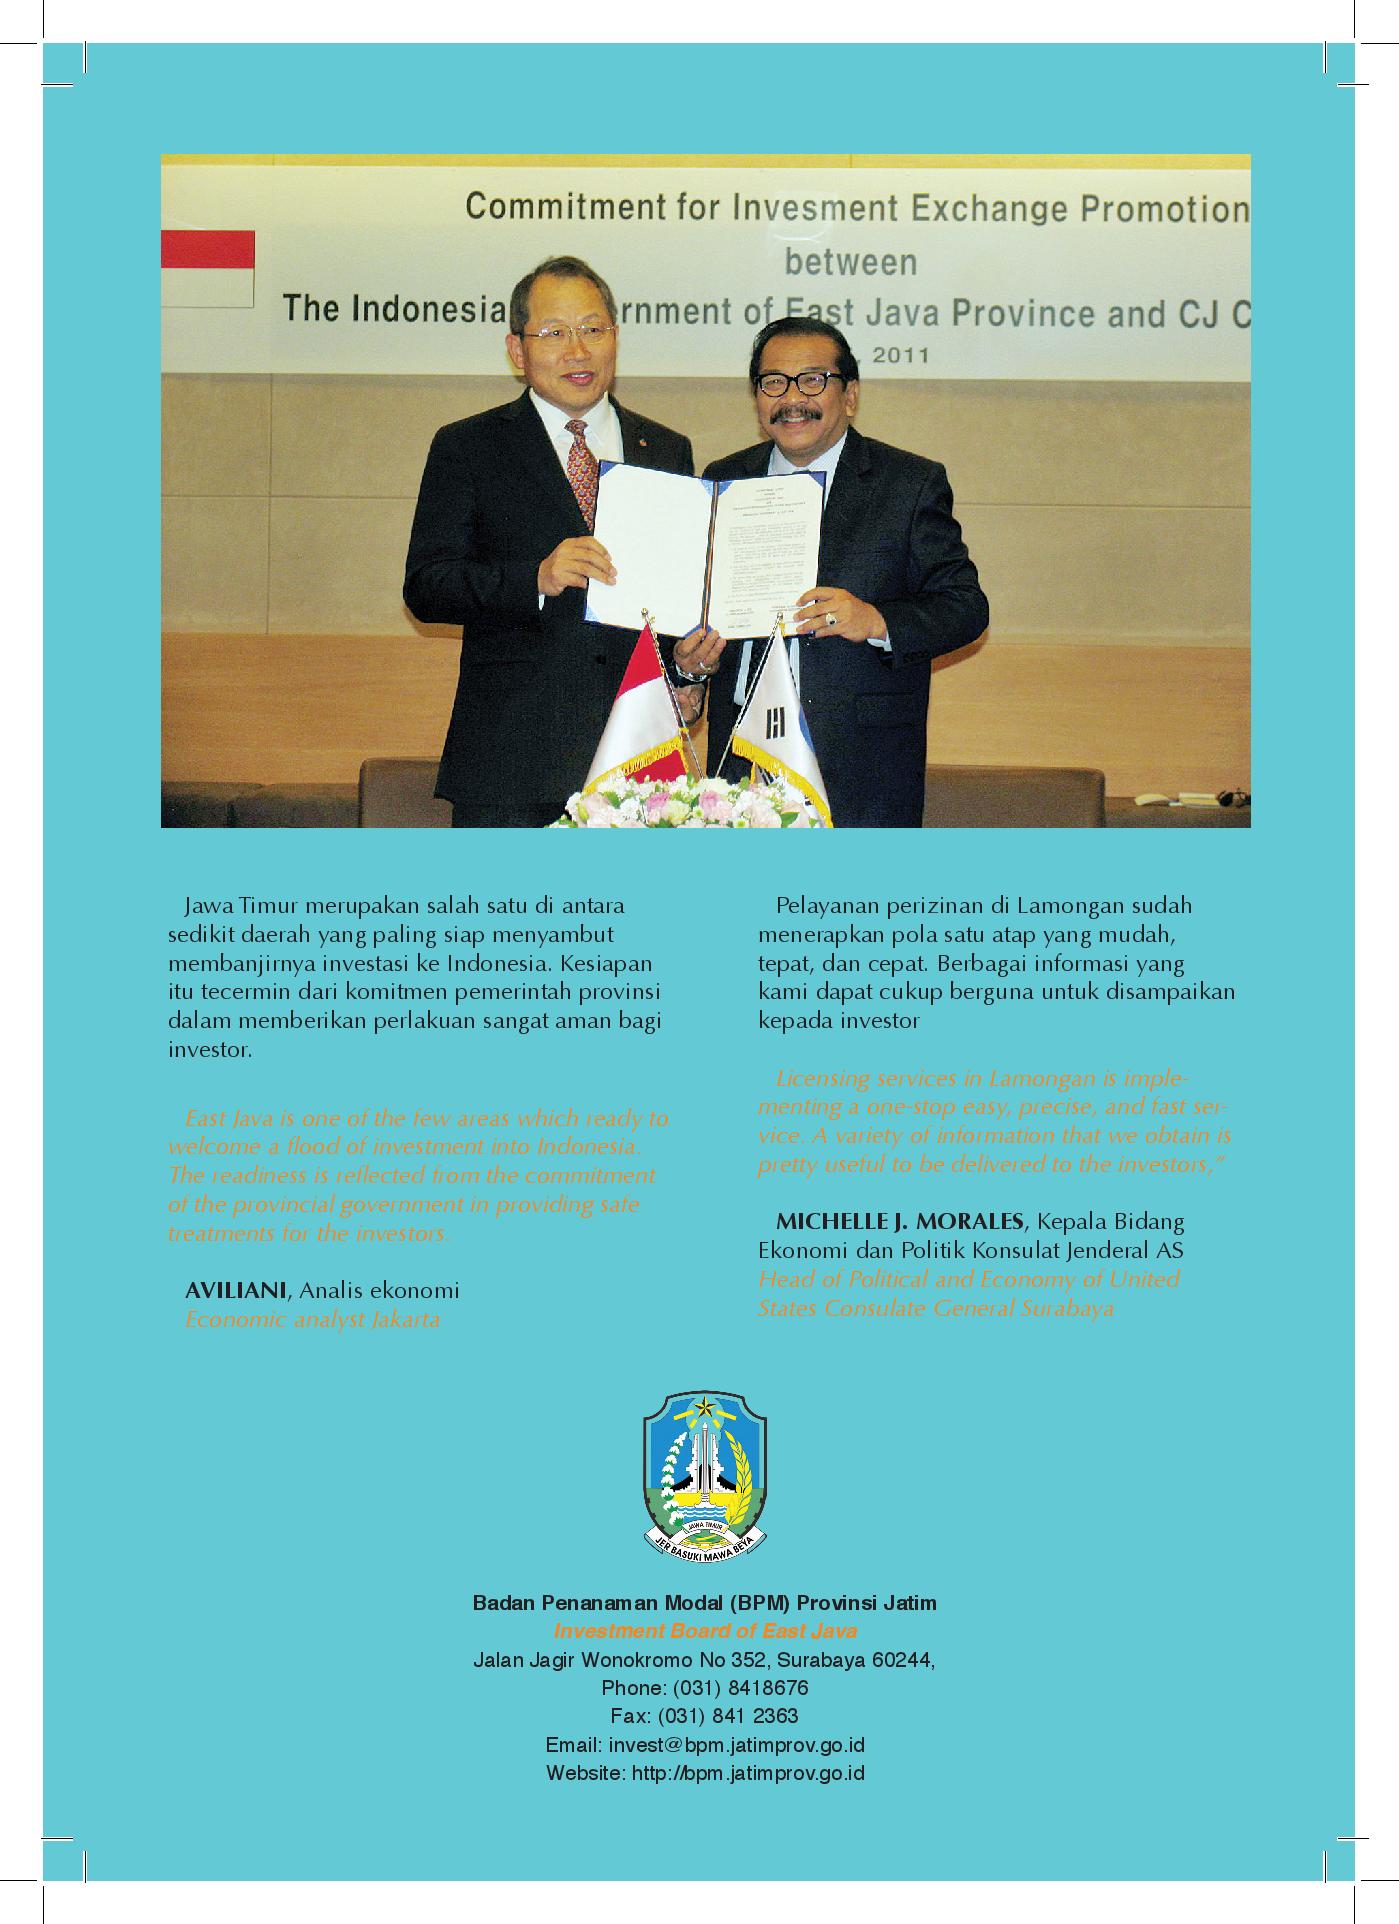 Commitment for Invesment Exchange Promotion
between
The Indonesia ernment of East Java Province and CJ C
, 2011
Jawa Timur merupakan salah satu di antara
sedikit daerah yang paling siap menyambut
membanjirnya investasi ke Indonesia. Kesiapan
itu tecermin dari komitmen pemerintah provinsi
dalam memberikan perlakuan sangat aman bagi
investor.
East Java is one of the few areas which ready to
welcome a flood of investment into Indonesia.
The readiness is reflected from the commitment
of the provincial government in providing safe
treatments for the investors.
AVILIANI, Analis ekonomi
Economic analyst Jakarta
Pelayanan perizinan di Lamongan sudah
menerapkan pola satu atap yang mudah,
tepat, dan cepat. Berbagai informasi yang
kami dapat cukup berguna untuk disampaikan
kepada investor
Licensing services in Lamongan is imple-
menting a one-stop easy, precise, and fast ser-
vice. A variety of information that we obtain is
pretty useful to be delivered to the investors,”
MICHELLE J. MORALES, Kepala Bidang
Ekonomi dan Politik Konsulat Jenderal AS
Head of Political and Economy of United
States Consulate General Surabaya
JAWA TIMUR
JER BASUKI MAWA BEYA
Badan Penanaman Modal (BPM) Provinsi Jatim
Investment Board of East Java
Jalan Jagir Wonokromo No 352, Surabaya 60244,
Phone: (031) 8418676
Fax: (031) 841 2363
Email: invest@bpm.jatimprov.go.id
Website: http://bpm.jatimprov.go.id